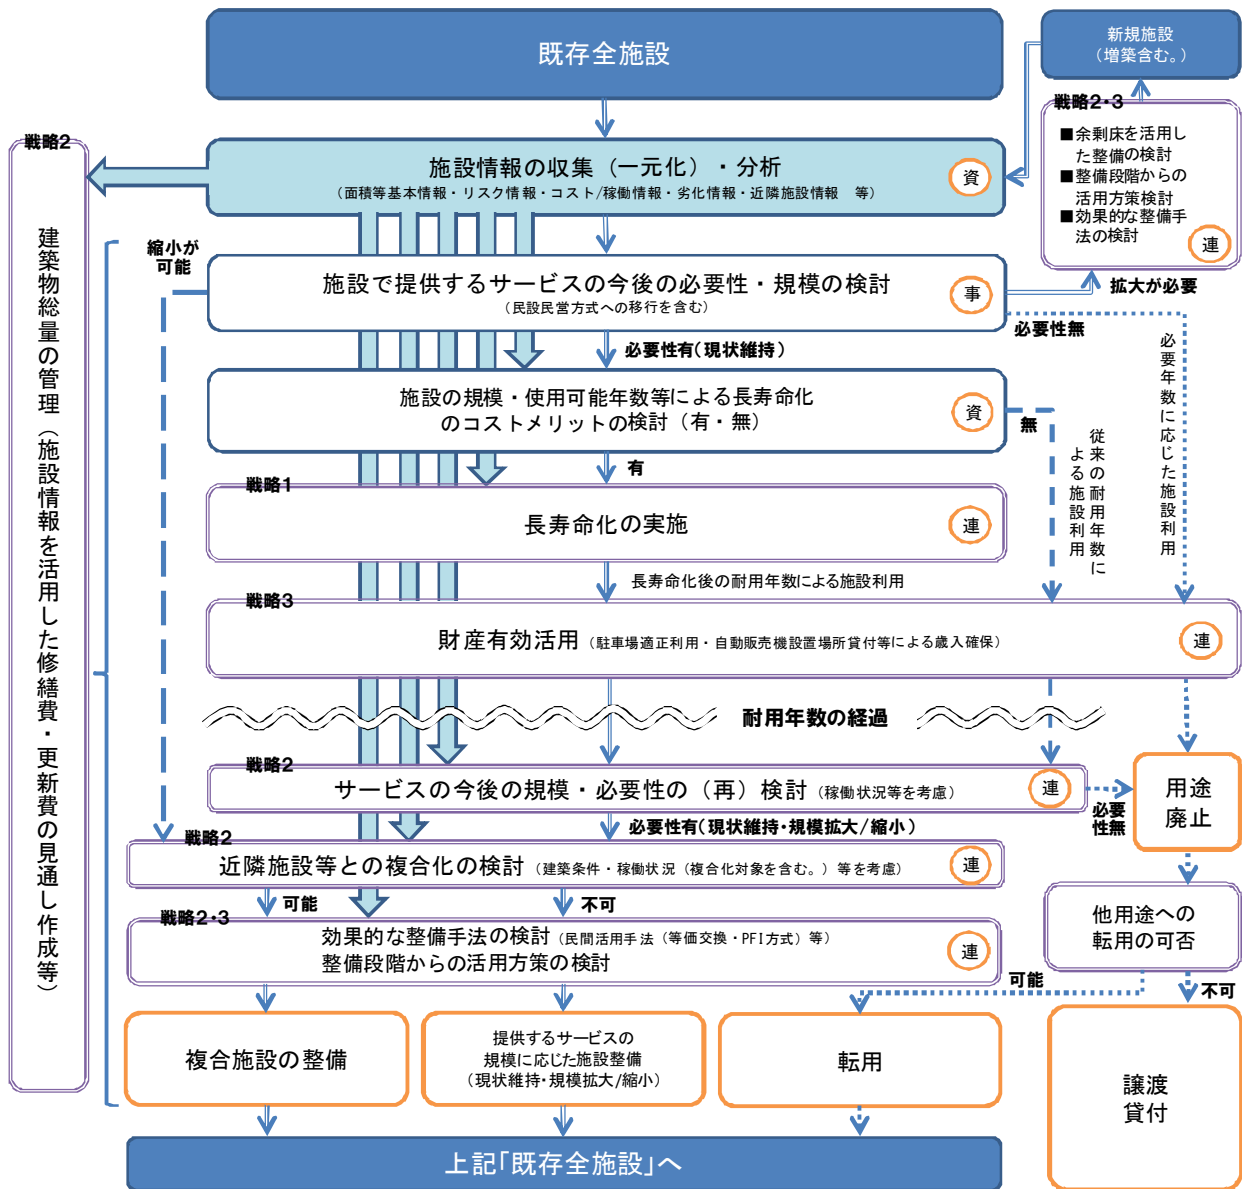 既存全施設
新規施設
（増築含む。）
戦略2・3
■余剰床を活用し
た整備の検討
■整備段階からの
活用方策検討
■効果的な整備手
法の検討
連
戦略2
建築物総量の管理（施設情報を活用した修繕費・更新費の見通し作成等）
施設情報の収集（一元化）・分析
（面積等基本情報・リスク情報・コスト/稼働情報・劣化情報・近隣施設情報　等）
資
縮小が
可能
施設で提供するサービスの今後の必要性・規模の検討
（民設民営方式への移行を含む）
事
拡大が必要
必要性無
必要性有（現状維持）
必要年数に応じた施設利用
施設の規模・使用可能年数等による長寿命化
のコストメリットの検討（有・無）
資
無
従来の耐用年数に
よる施設利用
有
戦略1
長寿命化の実施
連
長寿命化後の耐用年数による施設利用
戦略3
財産有効活用（駐車場適正利用・自動販売機設置場所貸付等による歳入確保）
連
耐用年数の経過
戦略2
サービスの今後の規模・必要性の（再）検討（稼働状況等を考慮）
連
必要
性無
用途
廃止
必要性有（現状維持・規模拡大/縮小）
戦略2
近隣施設等との複合化の検討（建築条件・稼働状況（複合化対象を含む。）等を考慮）
連
可能
不可
戦略2・3
効果的な整備手法の検討（民間活用手法（等価交換・PFI方式）等）
整備段階からの活用方策の検討
連
他用途への
転用の可否
可能
不可
複合施設の整備
提供するサービスの
規模に応じた施設整備
（現状維持・規模拡大/縮小）
転用
譲渡
貸付
上記「既存全施設」へ